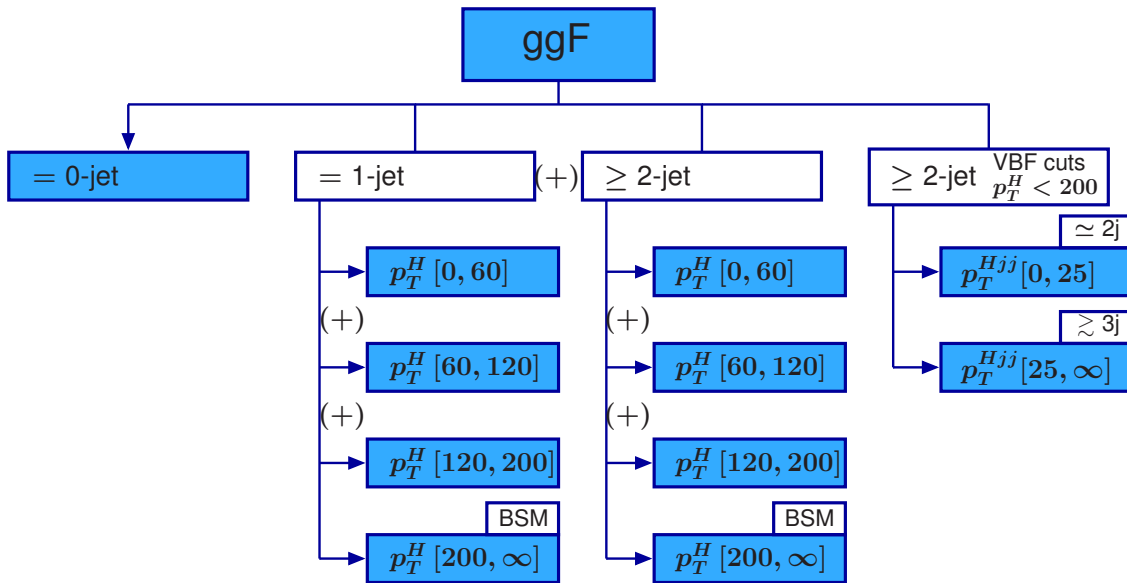 ggF
= 0-jet
= 1-jet
(+)
≥ 2-jet
≥ 2-jet VBF cuts
p_T^H < 200
p_T^H [0, 60]
(+)
p_T^H [60, 120]
(+)
p_T^H [120, 200]
BSM
p_T^H [200, ∞]
p_T^H [0, 60]
(+)
p_T^H [60, 120]
(+)
p_T^H [120, 200]
BSM
p_T^H [200, ∞]
≃ 2j
p_T^{Hjj} [0, 25]
≳ 3j
p_T^{Hjj} [25, ∞]